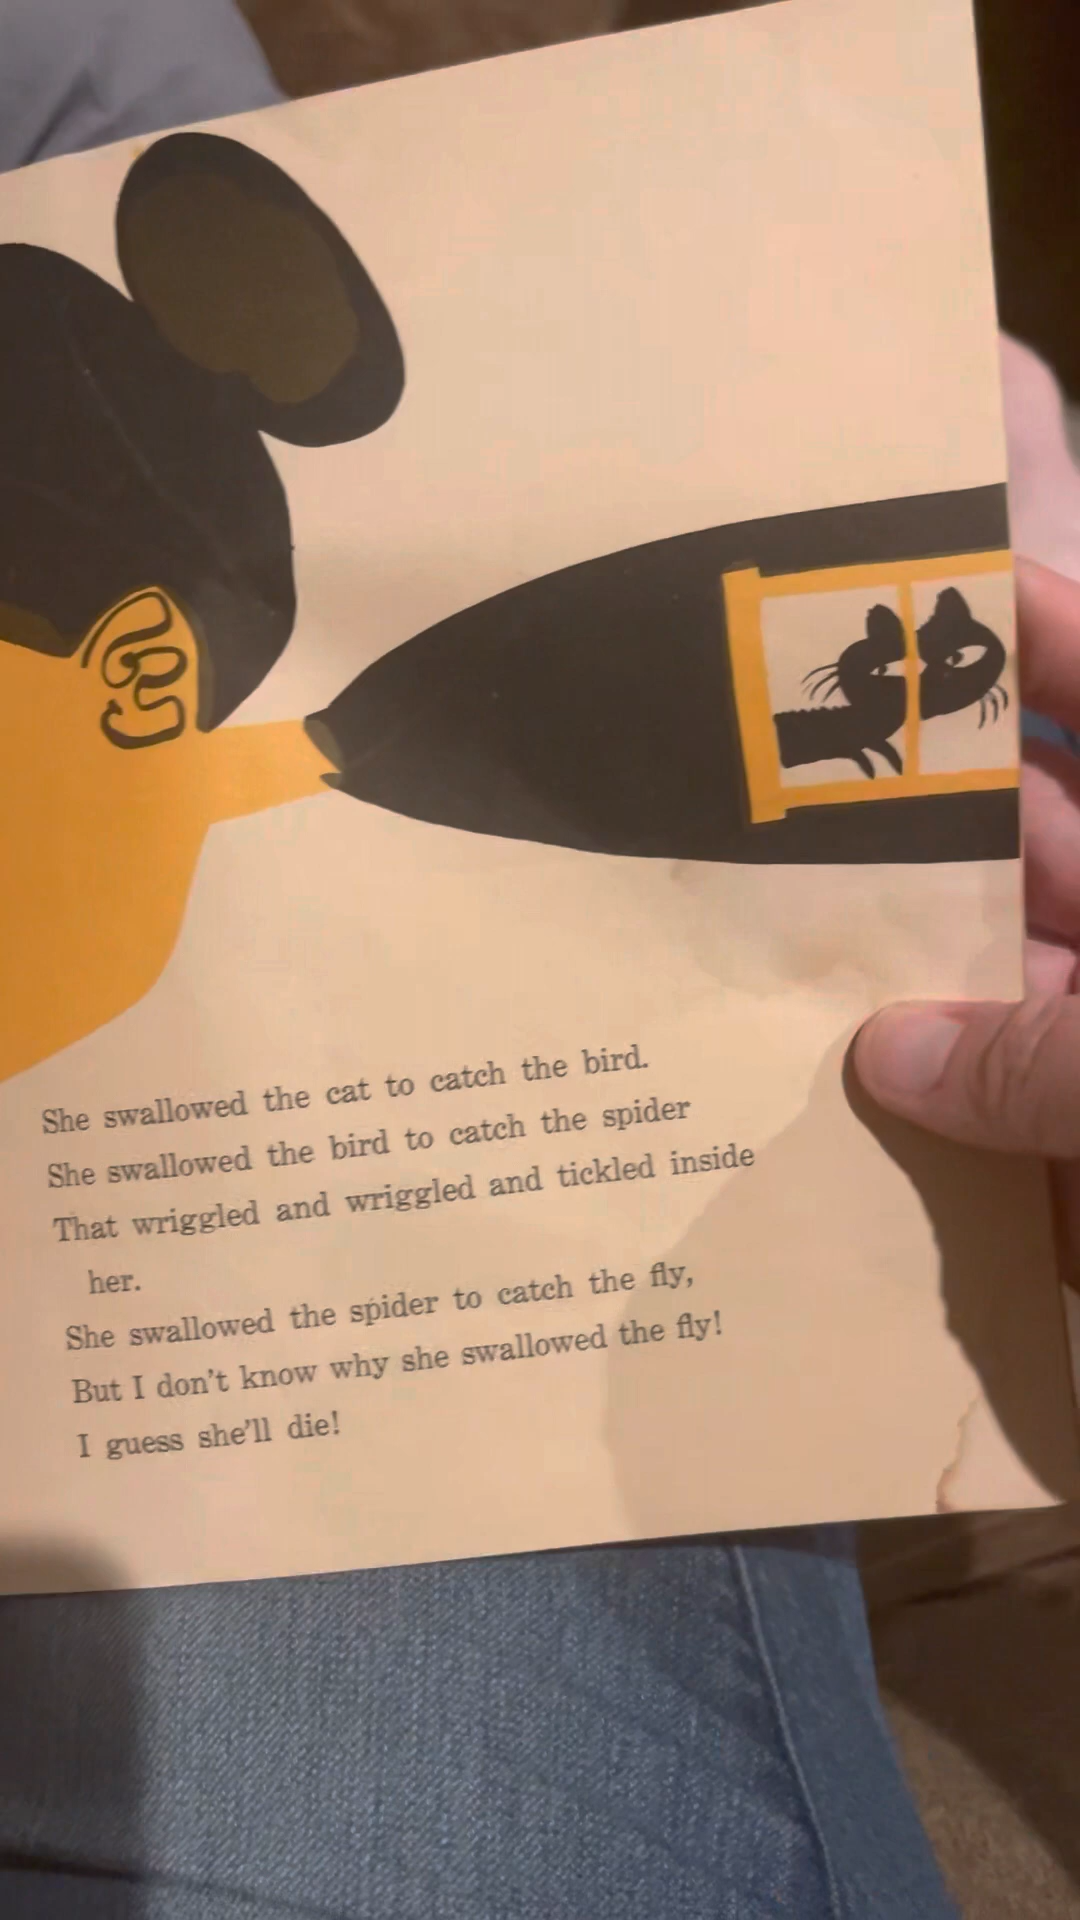 She swallowed the cat to catch the bird.
She swallowed the bird to catch the spider
That wriggled and wriggled and tickled inside
her.
She swallowed the spider to catch the fly,
But I don't know why she swallowed the fly!
I guess she'll die!